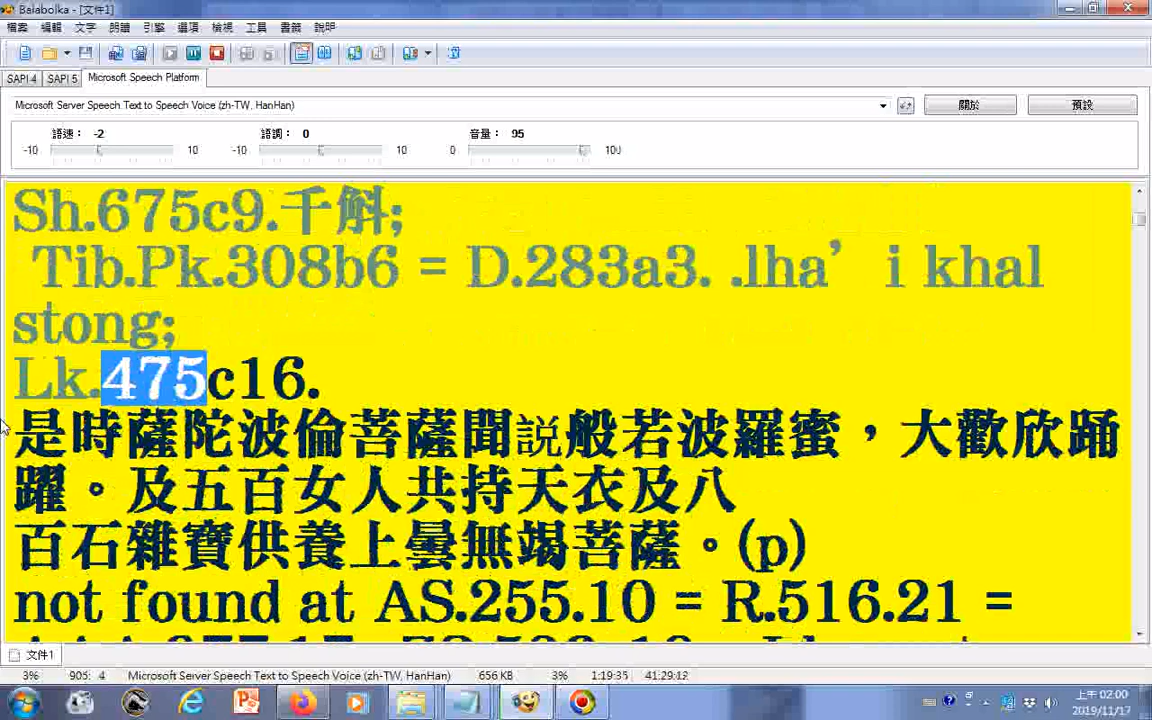 Balabolka - [文件1]
檔案 編輯 文字 朗讀 引擎 選項 檢視 工具 書籤 說明
SAPI 4 SAPI 5 Microsoft Speech Platform
Microsoft Server Speech Text to Speech Voice (zh-TW, HanHan) 關於 預設
語速： -2 語調： 0 音量： 95
-10 10 -10 10 0 100
Sh.675c9.千斛;
Tib.Pk.308b6 = D.283a3. .lha’i khal
stong;
Lk.475c16.
是時薩陀波倫菩薩聞説般若波羅蜜，大歡欣踊
躍。及五百女人共持天衣及八
百石雜寶供養上曇無竭菩薩。(p)
not found at AS.255.10 = R.516.21 =
文件1
3% 905: 4 Microsoft Server Speech Text to Speech Voice (zh-TW, HanHan) 656 KB 3% 1:19:35 41:29:12
上午 02:00
2019/11/17